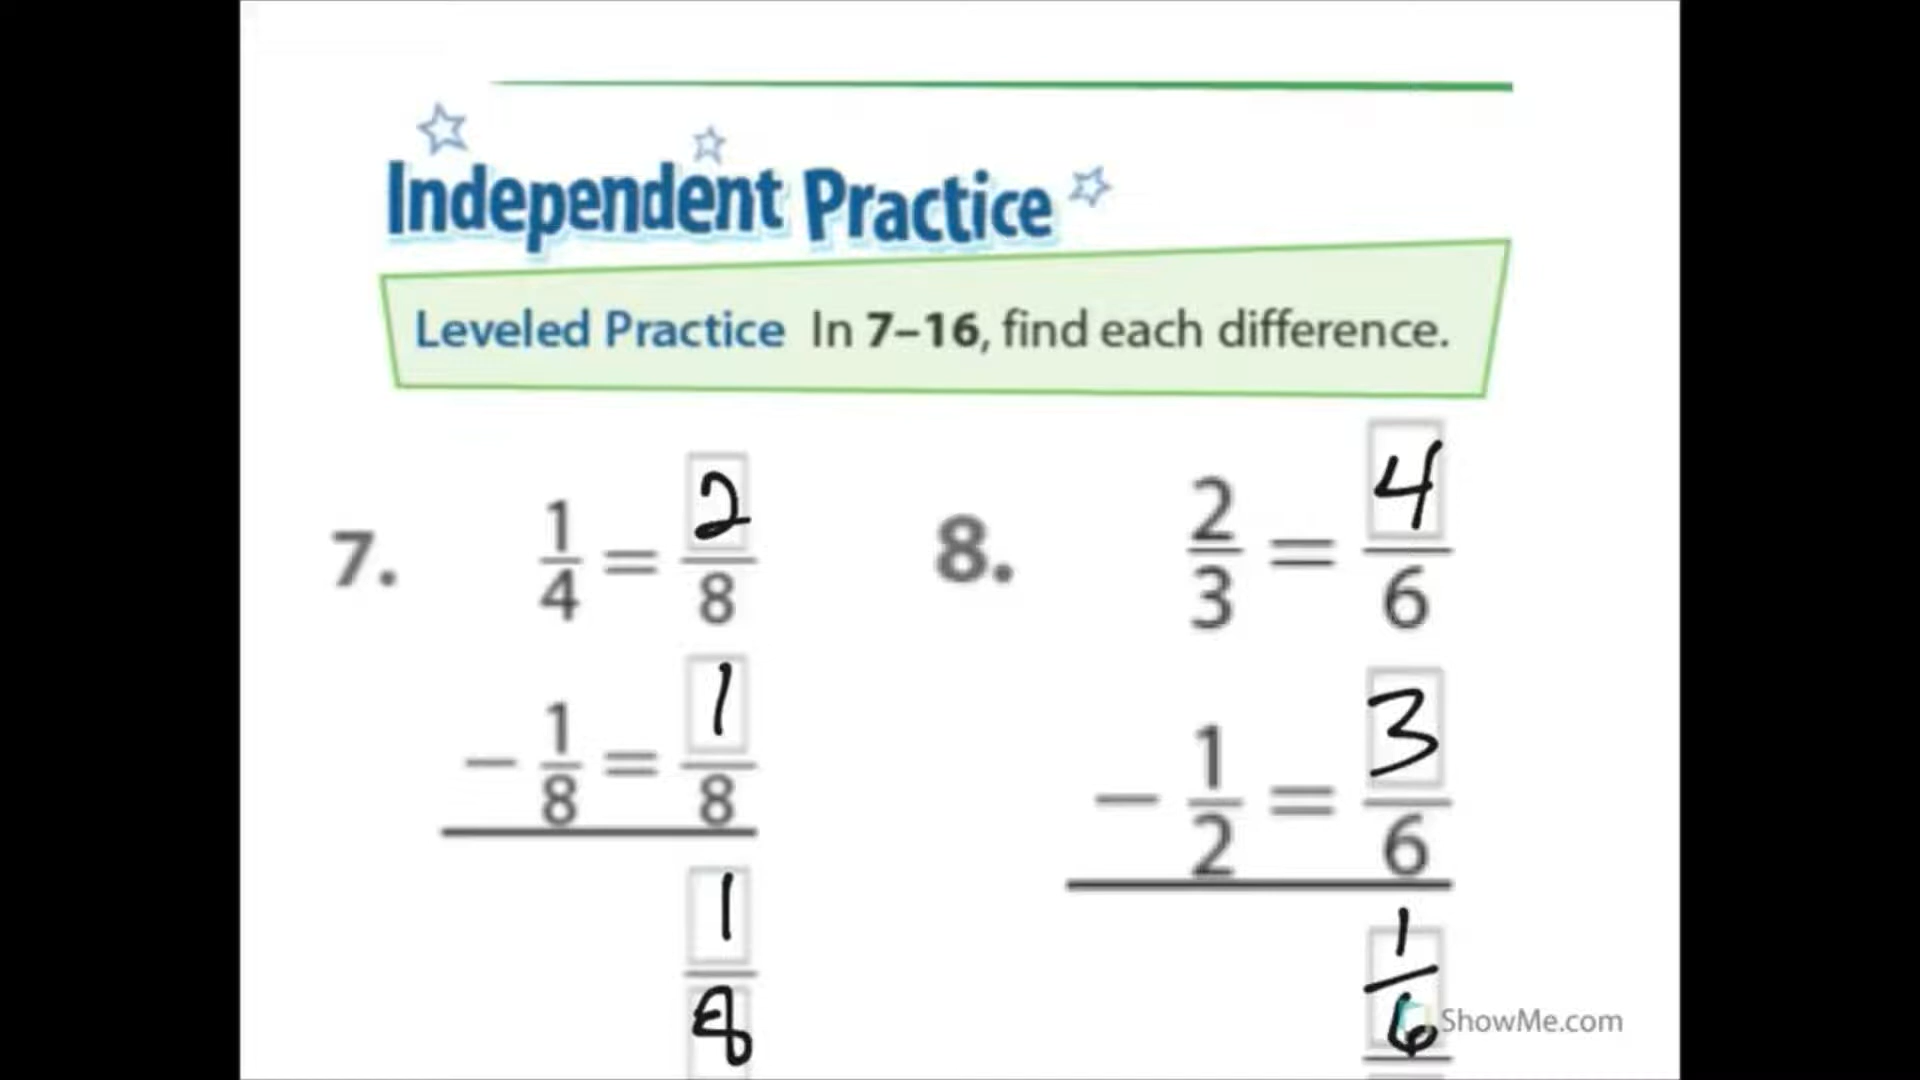 Independent Practice
Leveled Practice In 7–16, find each difference.
7. 1/4 = 2/8
− 1/8 = 1/8
1/8
8. 2/3 = 4/6
− 1/2 = 3/6
1/6
ShowMe.com